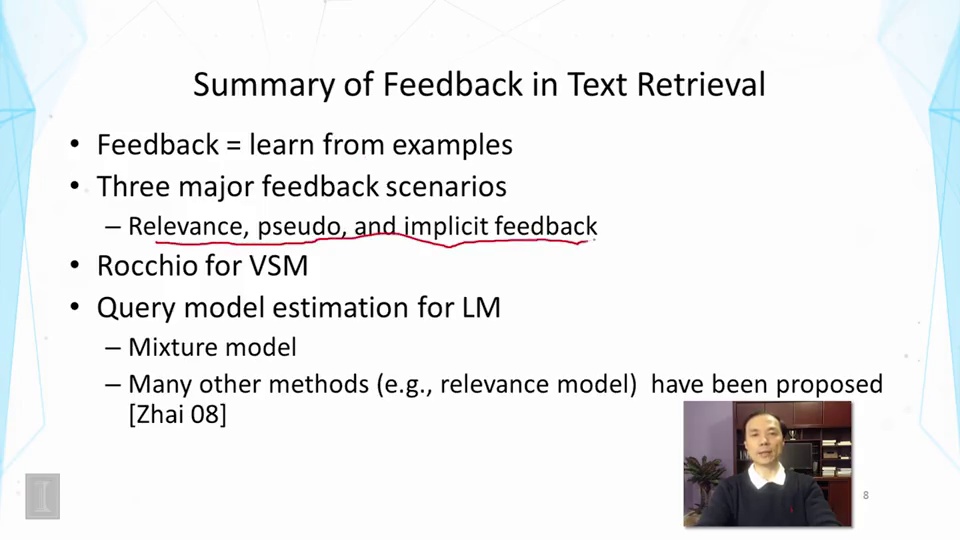 Summary of Feedback in Text Retrieval
• Feedback = learn from examples
• Three major feedback scenarios
– Relevance, pseudo, and implicit feedback
• Rocchio for VSM
• Query model estimation for LM
– Mixture model
– Many other methods (e.g., relevance model) have been proposed
[Zhai 08]
8
I